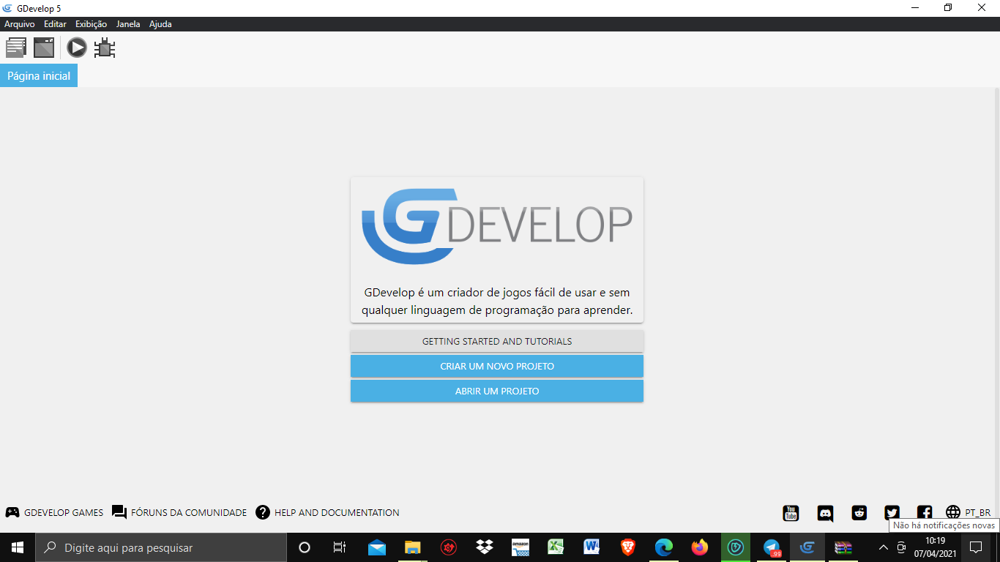 GDevelop 5
Arquivo Editar Exibição Janela Ajuda
Página inicial
GDEVELOP
GDevelop é um criador de jogos fácil de usar e sem
qualquer linguagem de programação para aprender.
GETTING STARTED AND TUTORIALS
CRIAR UM NOVO PROJETO
ABRIR UM PROJETO
GDEVELOP GAMES FÓRUNS DA COMUNIDADE HELP AND DOCUMENTATION You Tube PT_BR
Não há notificações novas
Digite aqui para pesquisar
amazon
.99
10:19
07/04/2021